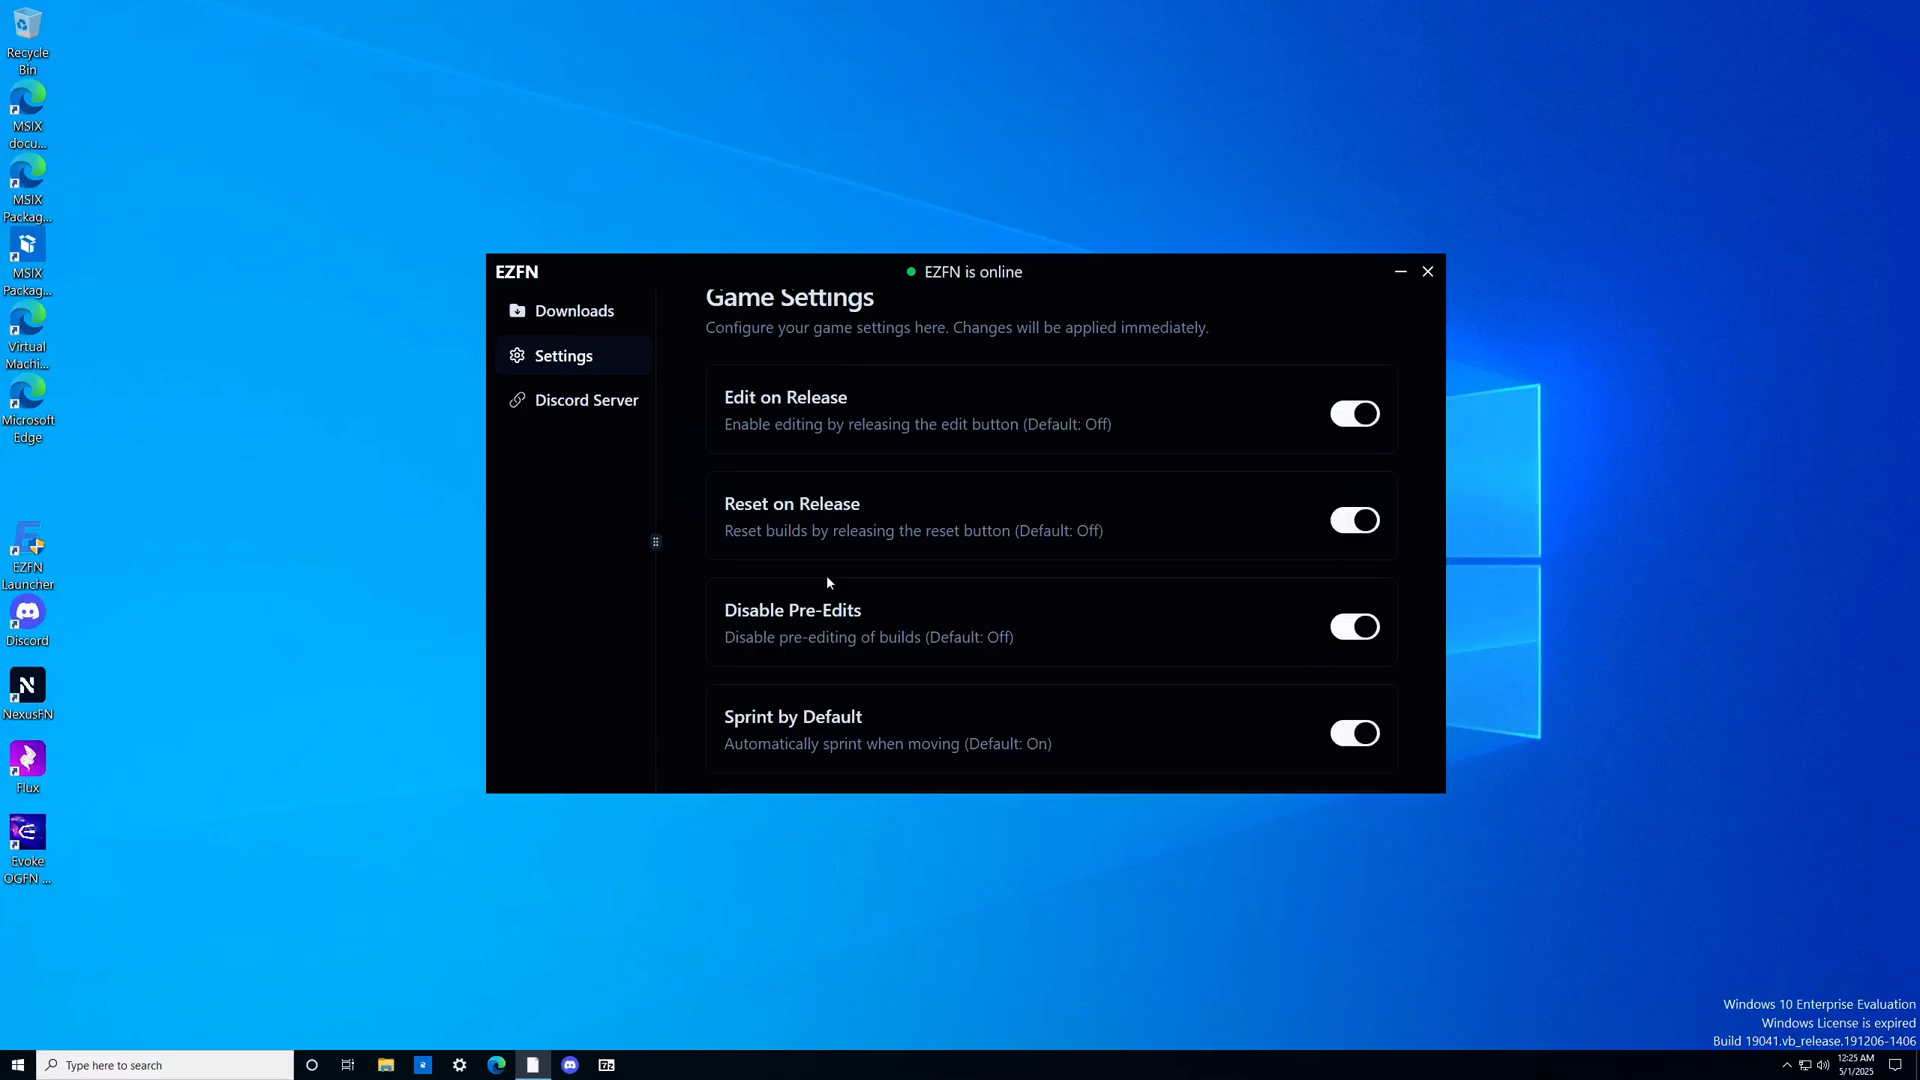 Recycle
Bin
MSIX
docu...
MSIX
Packag...
MSIX
Packag...
Virtual
Machi...
Microsoft
Edge
EZFN
Launcher
Discord
NexusFN
Flux
Evoke
OGFN ...
EZFN
EZFN is online
Downloads
Settings
Discord Server
Game Settings
Configure your game settings here. Changes will be applied immediately.
Edit on Release
Enable editing by releasing the edit button (Default: Off)
Reset on Release
Reset builds by releasing the reset button (Default: Off)
Disable Pre-Edits
Disable pre-editing of builds (Default: Off)
Sprint by Default
Automatically sprint when moving (Default: On)
Windows 10 Enterprise Evaluation
Windows License is expired
Build 19041.vb_release.191206-1406
Type here to search
7z
12:25 AM
5/1/2025